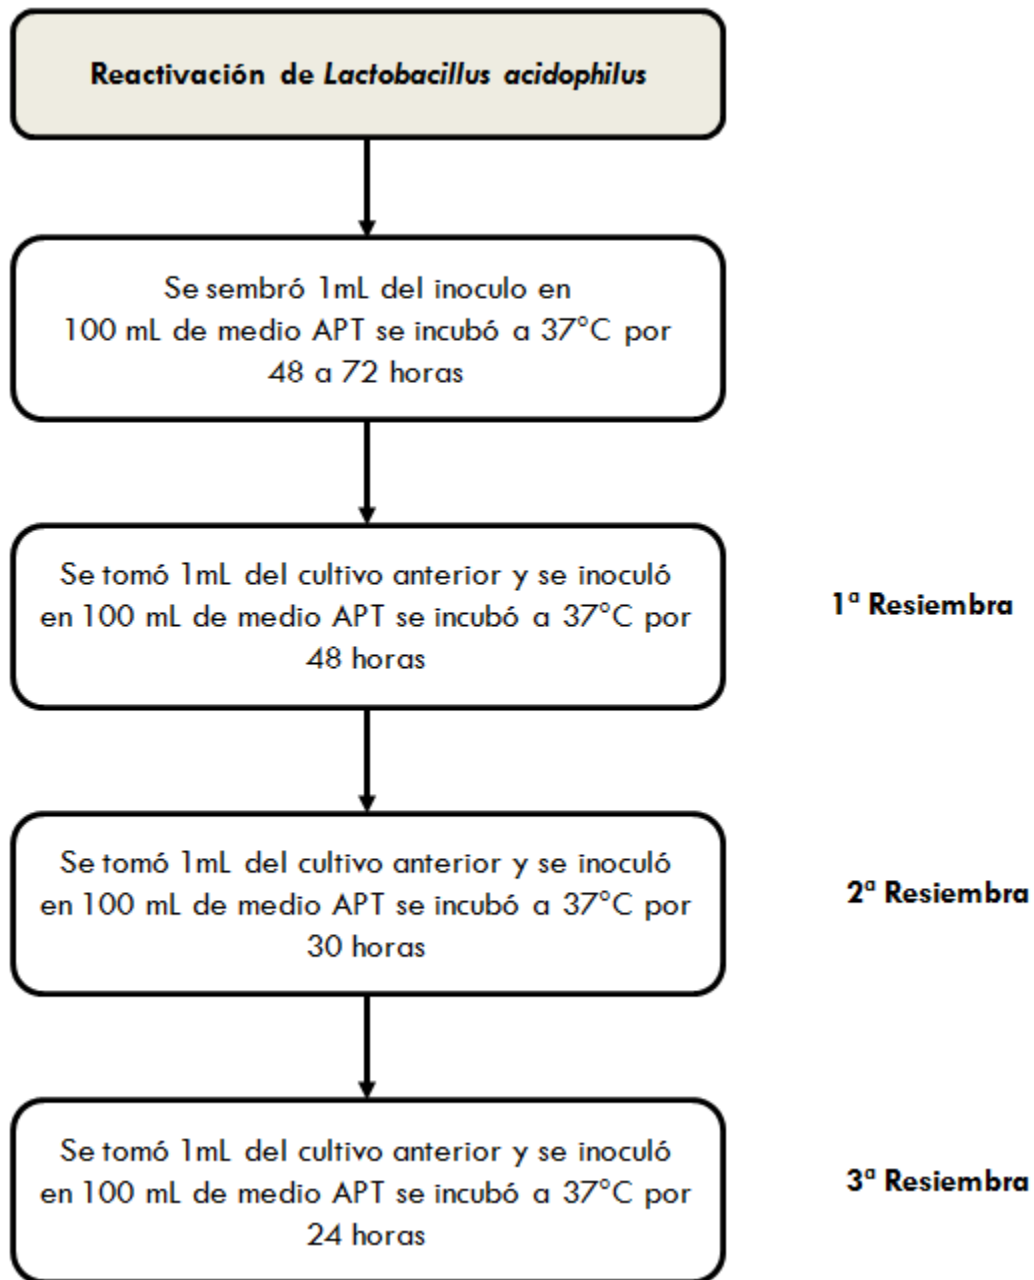 Reactivación de Lactobacillus acidophilus
Se sembró 1mL del inoculo en
100 mL de medio APT se incubó a 37°C por
48 a 72 horas
Se tomó 1mL del cultivo anterior y se inoculó
en 100 mL de medio APT se incubó a 37°C por
48 horas
1ª Resiembra
Se tomó 1mL del cultivo anterior y se inoculó
en 100 mL de medio APT se incubó a 37°C por
30 horas
2ª Resiembra
Se tomó 1mL del cultivo anterior y se inoculó
en 100 mL de medio APT se incubó a 37°C por
24 horas
3ª Resiembra